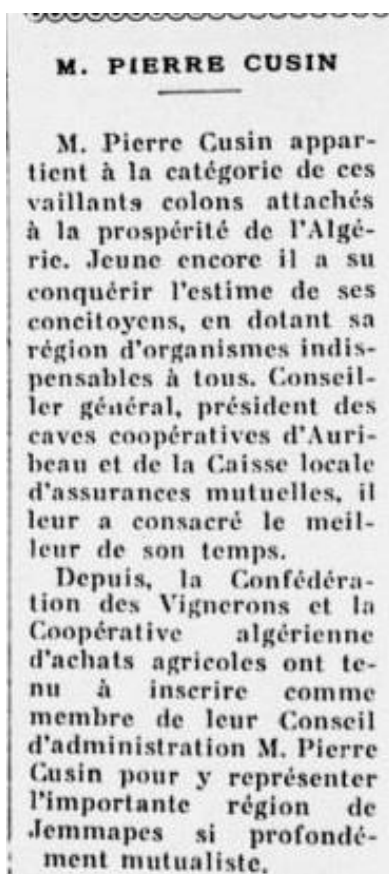 M. PIERRE CUSIN
M. Pierre Cusin appar-
tient à la catégorie de ces
vaillants colons attachés
à la prospérité de l'Algé-
rie. Jeune encore il a su
conquérir l'estime de ses
concitoyens, en dotant sa
région d'organismes indis-
pensables à tous. Conseil-
ler général, président des
caves coopératives d'Auri-
beau et de la Caisse locale
d'assurances mutuelles, il
leur a consacré le meil-
leur de son temps.
Depuis, la Confédéra-
tion des Vignerons et la
Coopérative algérienne
d'achats agricoles ont te-
nu à inscrire comme
membre de leur Conseil
d'administration M. Pierre
Cusin pour y représenter
l'importante région de
Jemmapes si profondé-
ment mutualiste.